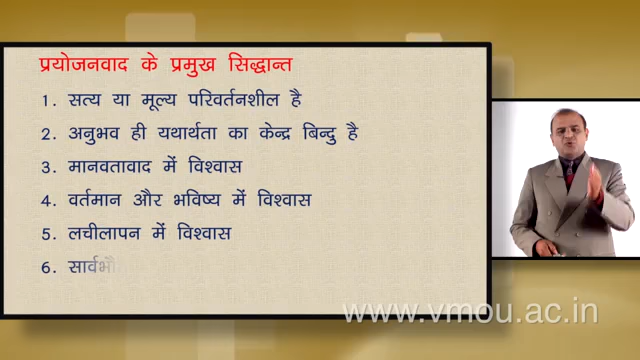 प्रयोजनवाद के प्रमुख सिद्धान्त
1. सत्य या मूल्य परिवर्तनशील है
2. अनुभव ही यथार्थता का केन्द्र बिन्दु है
3. मानवतावाद में विश्वास
4. वर्तमान और भविष्य में विश्वास
5. लचीलापन में विश्वास
6.
www.vmou.ac.in